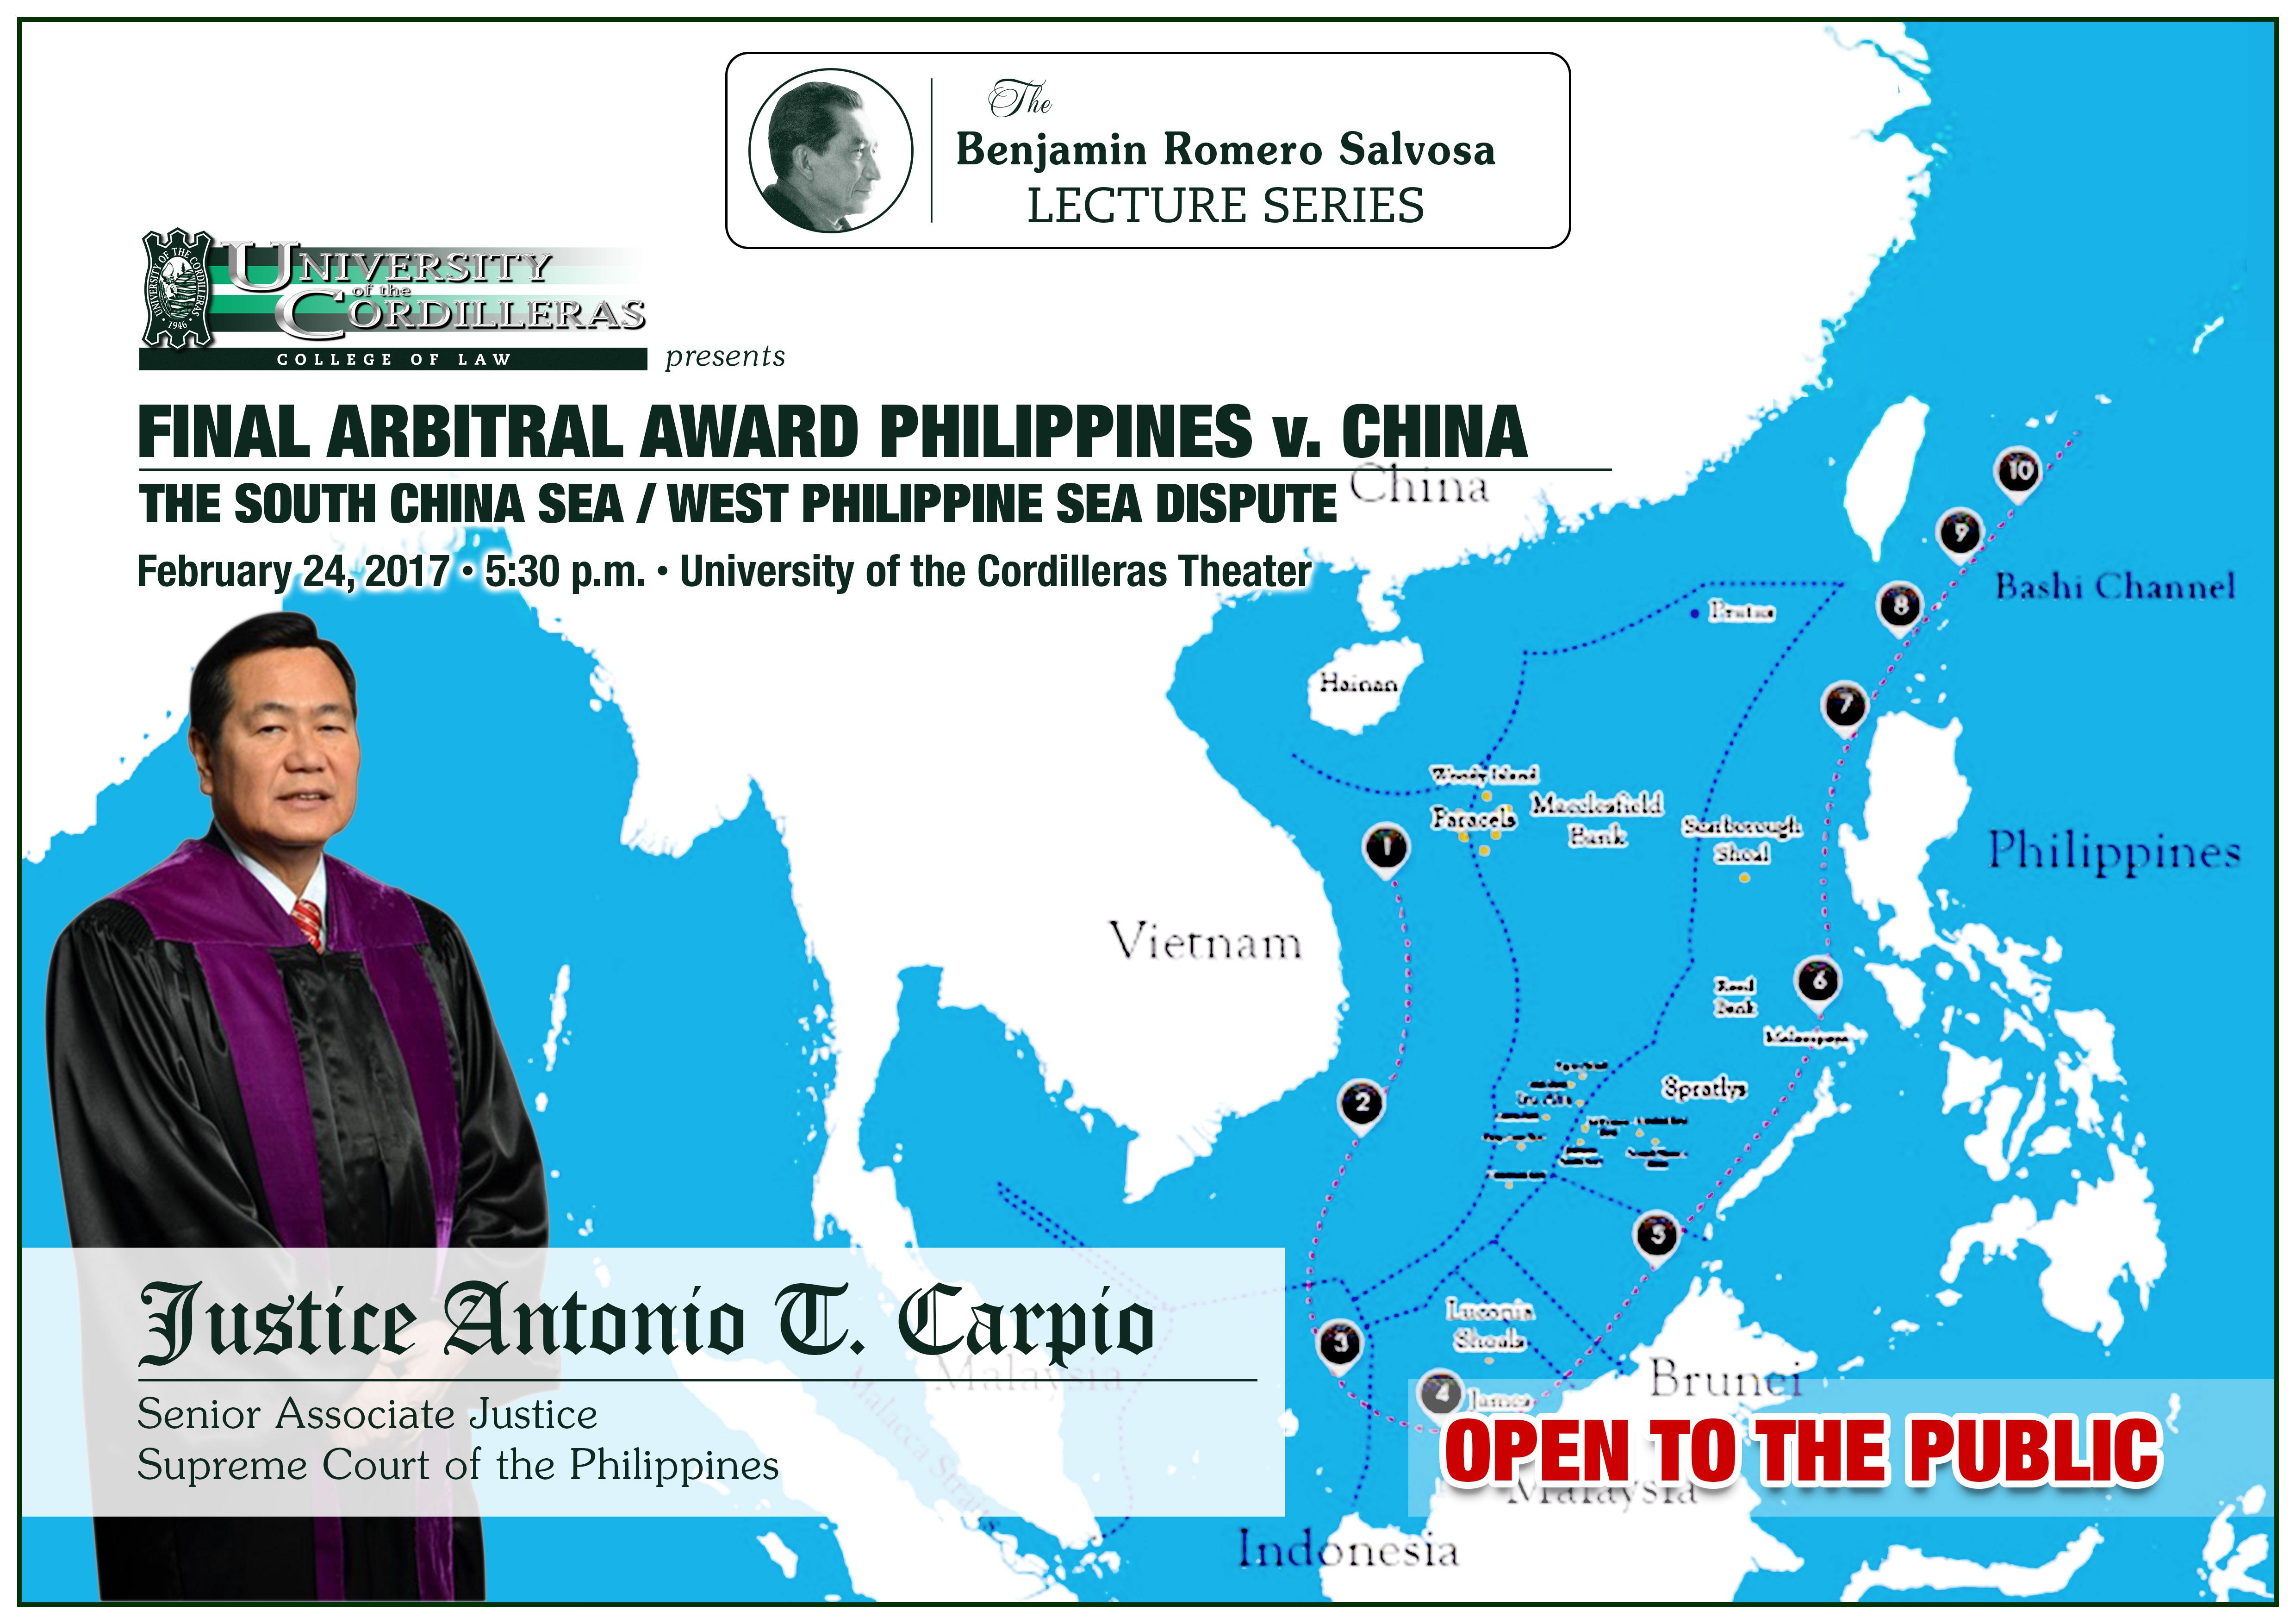 The
Benjamin Romero Salvosa
LECTURE SERIES
UNIVERSITY OF THE CORDILLERAS
1946
UNIVERSITY
of the
CORDILLERAS
COLLEGE OF LAW
presents
FINAL ARBITRAL AWARD PHILIPPINES v. CHINA
THE SOUTH CHINA SEA / WEST PHILIPPINE SEA DISPUTE
February 24, 2017 • 5:30 p.m. • University of the Cordilleras Theater
China
10
9
8
Bashi Channel
Pratas
7
Hainan
Woody Island
Paracels
Macclesfield
Bank
Scarborough
Shoal
1
Philippines
Vietnam
6
Reed
Bank
2
Spratlys
5
Luconia
Shoals
3
4
James
Brunei
Malaysia
Malacca Straits
Justice Antonio T. Carpio
Senior Associate Justice
Supreme Court of the Philippines
OPEN TO THE PUBLIC
Malaysia
Indonesia